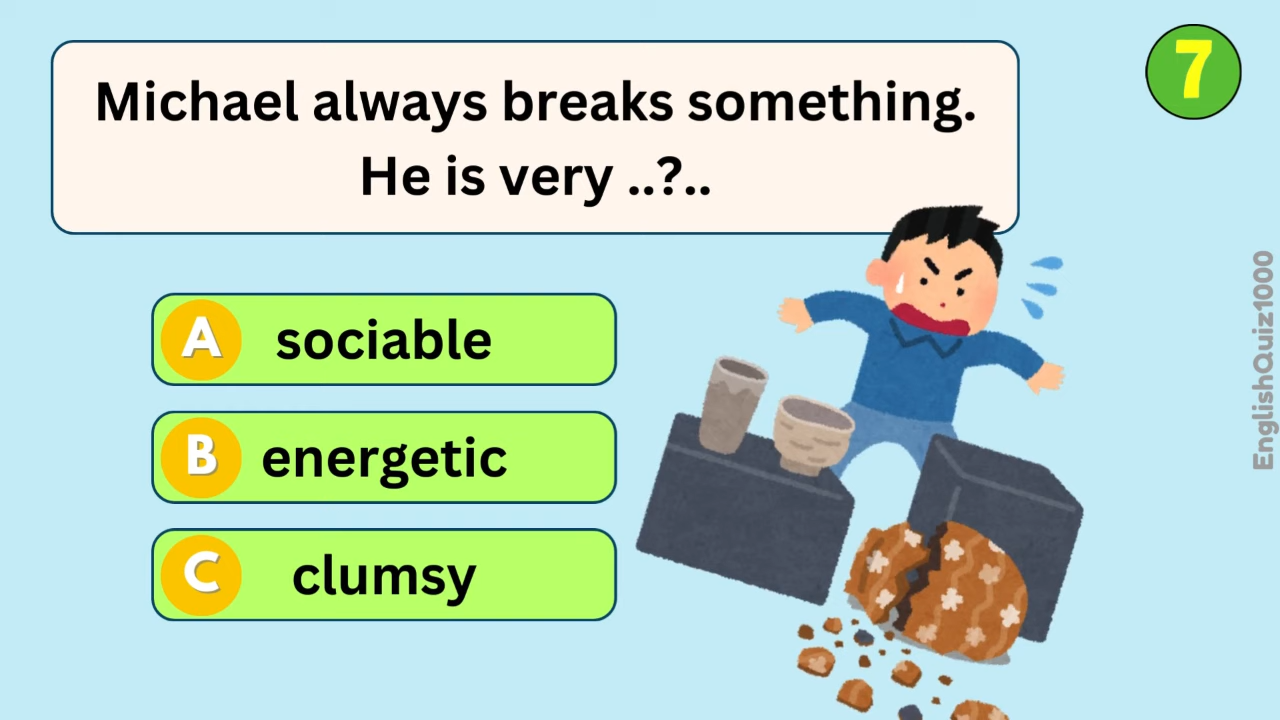 Michael always breaks something.
He is very ..?..
7
A sociable
B energetic
C clumsy
EnglishQuiz1000